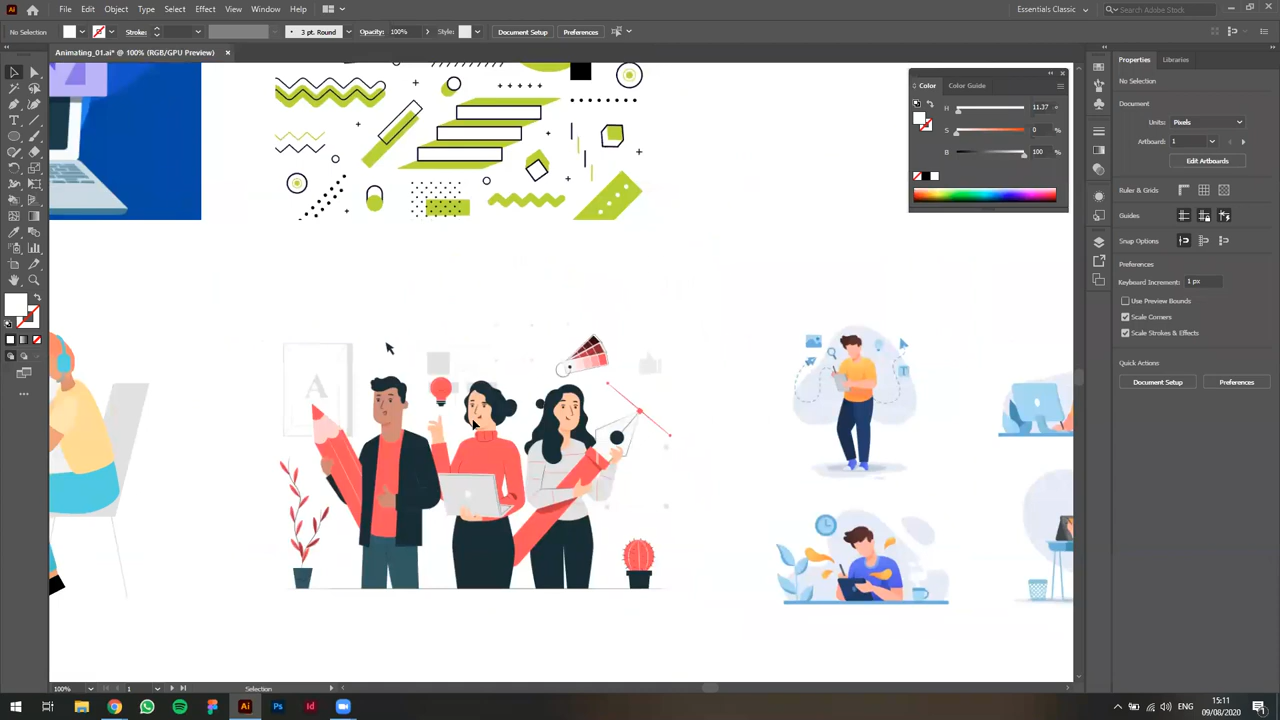 Ai File Edit Object Type Select Effect View Window Help Essentials Classic Search Adobe Stock
No Selection Stroke: 3 pt. Round Opacity: 100% Style: Document Setup Preferences
Animating_01.ai* @ 100% (RGB/GPU Preview)
Properties Libraries
No Selection
Color Color Guide
H 11.37 °
S 0 %
B 100 %
Document
Units: Pixels
Artboard: 1
Edit Artboards
Ruler & Grids
Guides
Snap Options
Preferences
Keyboard Increment: 1 px
Use Preview Bounds
Scale Corners
Scale Strokes & Effects
Quick Actions
Document Setup Preferences
A
T
100% 1 Selection
Ai Ps Id
ENG
15:11
09/08/2020